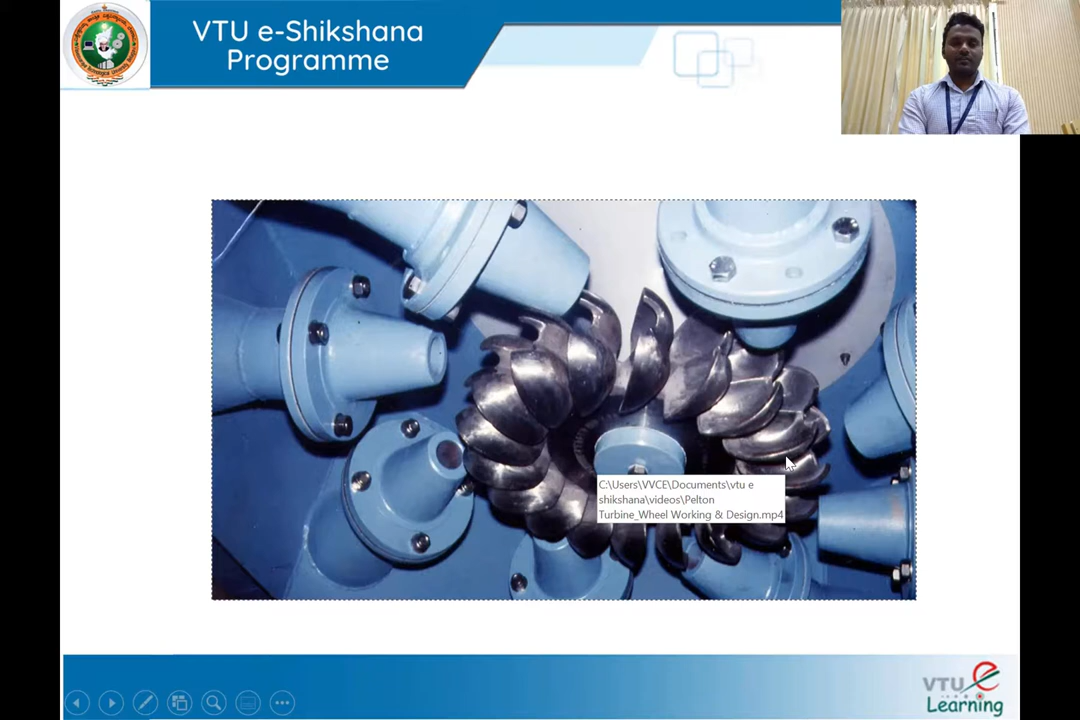 VTU e-Shikshana
Programme
C:\Users\VVCE\Documents\vtu e
shikshana\videos\Pelton
Turbine_Wheel Working & Design.mp4
VTU e
Learning